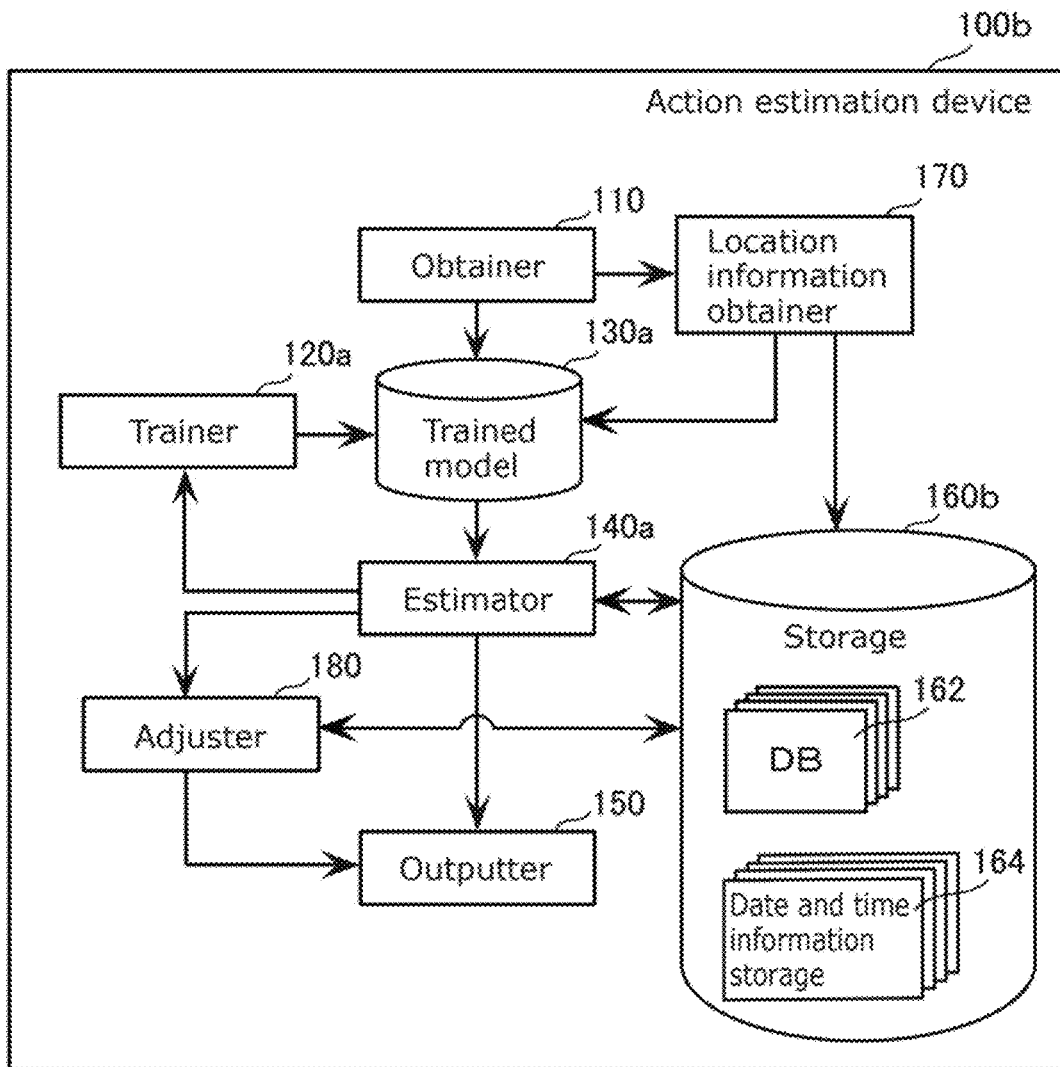 100b
Action estimation device
110
170
Obtainer
Location
information
obtainer
130a
120a
Trainer
Trained
model
160b
140a
Estimator
Storage
180
162
Adjuster
DB
150
164
Outputter
Date and time
information
storage